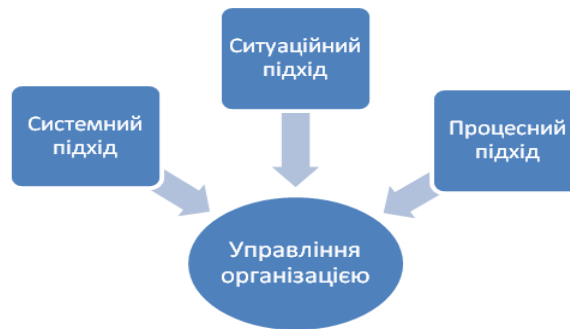 Ситуаційний
підхід
Системний
підхід
Процесний
підхід
Управління
організацією